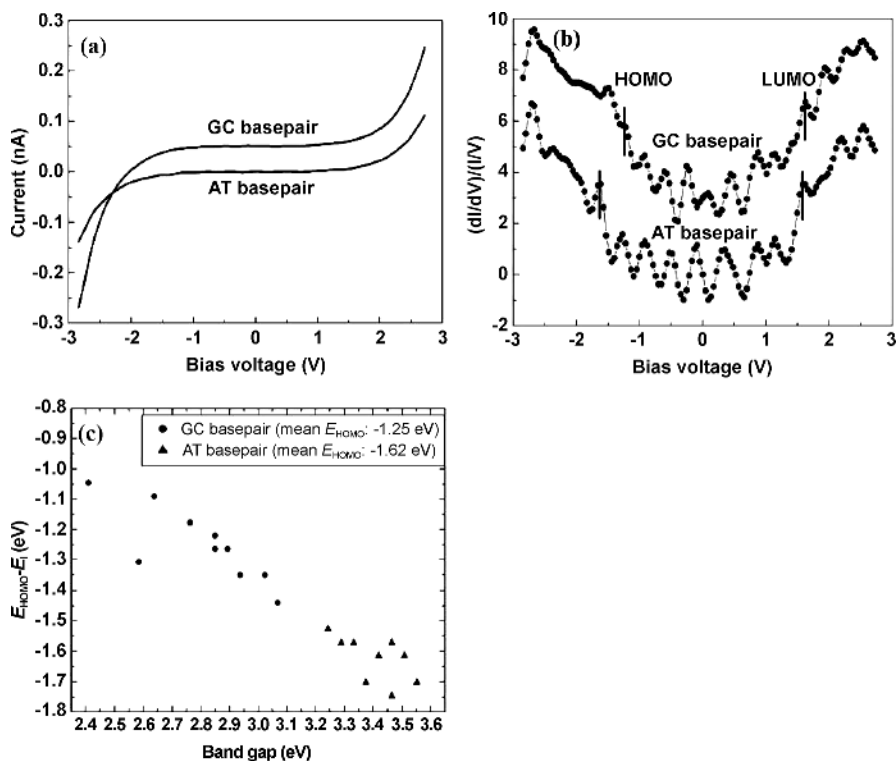 (a)
0.3
0.2
0.1
0.0
-0.1
-0.2
-0.3
Current (nA)
GC basepair
AT basepair
-3 -2 -1 0 1 2 3
Bias voltage (V)
(b)
10
8
6
4
2
0
-2
(dI/dV)/(I/V)
HOMO
LUMO
GC basepair
AT basepair
-3 -2 -1 0 1 2 3
Bias voltage (V)
(c)
-0.8
-0.9
-1.0
-1.1
-1.2
-1.3
-1.4
-1.5
-1.6
-1.7
-1.8
E_HOMO-E_i (eV)
GC basepair (mean E_HOMO: -1.25 eV)
AT basepair (mean E_HOMO: -1.62 eV)
2.4 2.5 2.6 2.7 2.8 2.9 3.0 3.1 3.2 3.3 3.4 3.5 3.6
Band gap (eV)